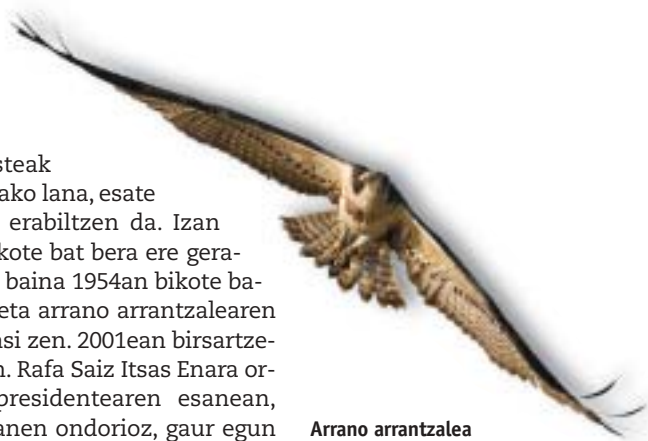 steak
ako lana, esate
erabiltzen da. Izan
kote bat bera ere gera-
baina 1954an bikote ba-
eta arrano arrantzalearen
asi zen. 2001ean birsartze-
n. Rafa Saiz Itsas Enara or-
presidentearen esanean,
anen ondorioz, gaur egun
Arrano arrantzalea